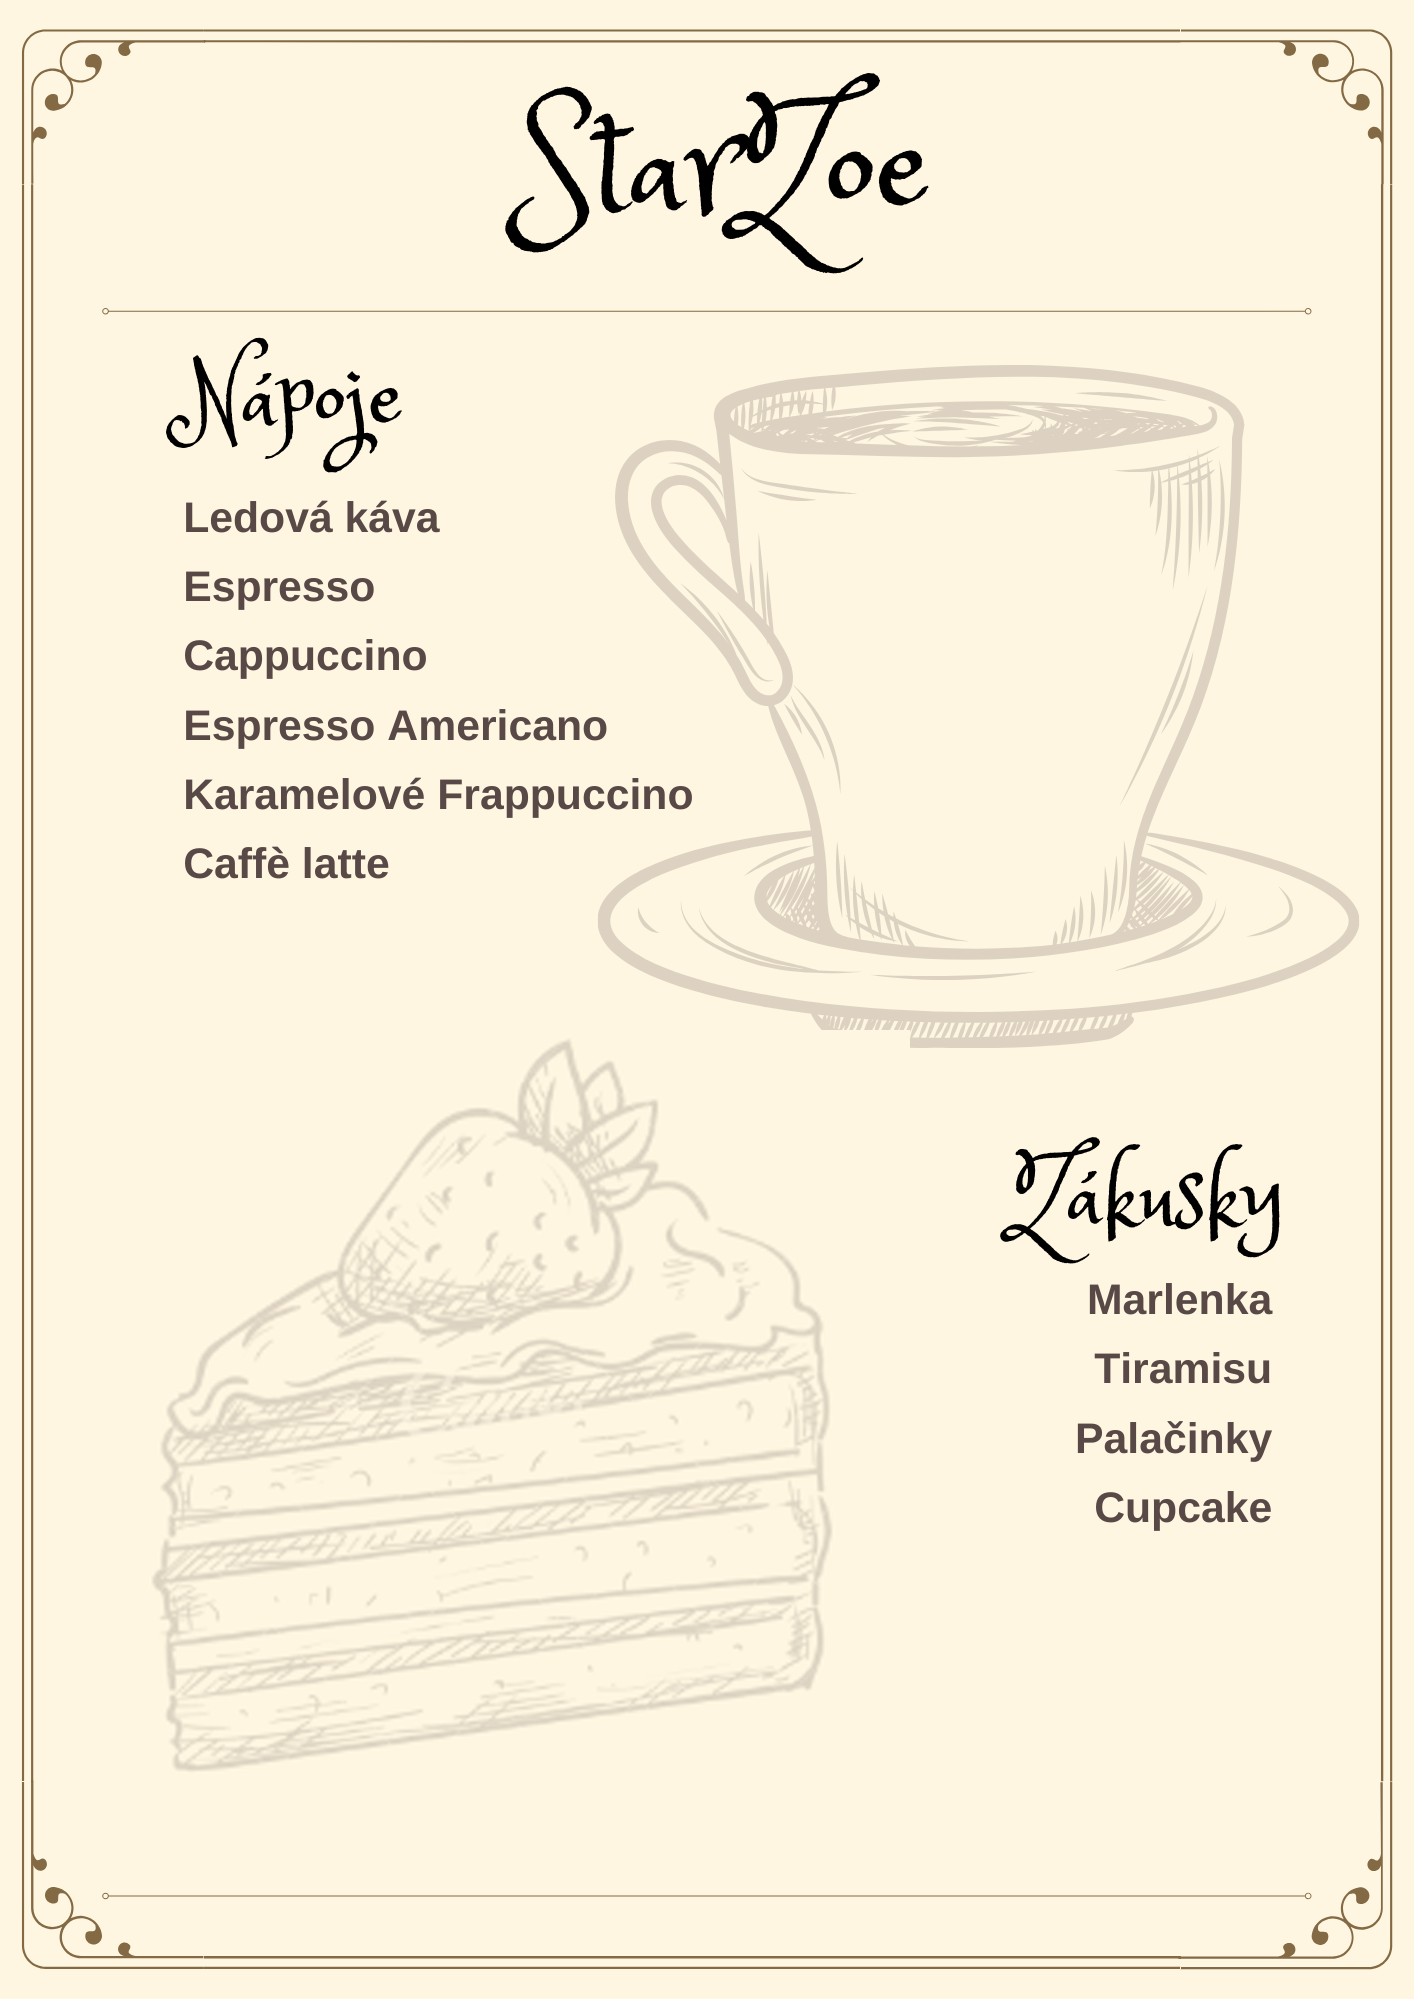 StarZoe
Nápoje
Ledová káva
Espresso
Cappuccino
Espresso Americano
Karamelové Frappuccino
Caffè latte
Zákusky
Marlenka
Tiramisu
Palačinky
Cupcake